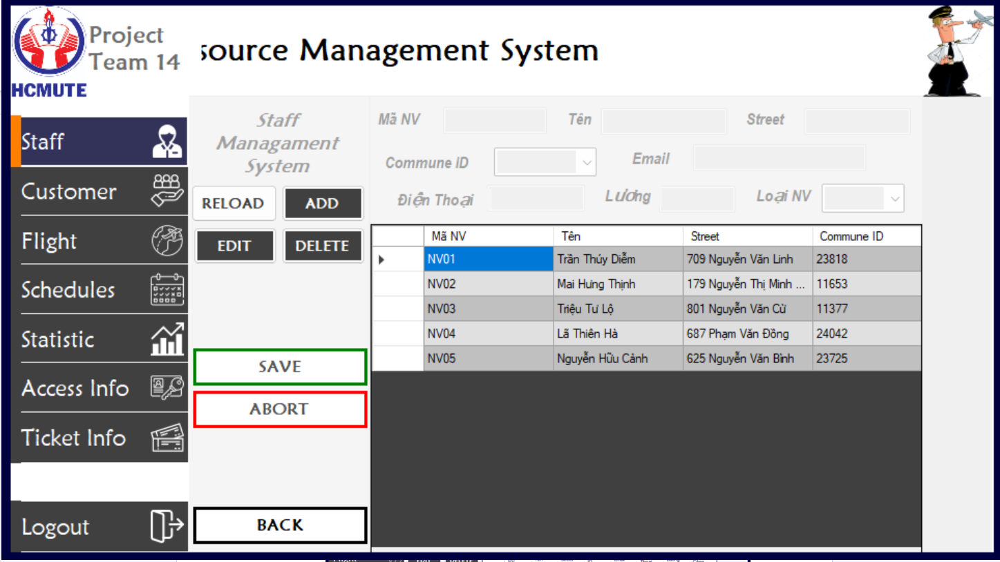 Project
Team 14
HCMUTE
source Management System
Staff
Customer
Flight
Schedules
Statistic
Access Info
Ticket Info
Logout
Staff
Managament
System
RELOAD ADD
EDIT DELETE
SAVE
ABORT
BACK
Mã NV Tên Street
Commune ID Email
Điện Thoại Lương Loại NV
Mã NV Tên Street Commune ID
NV01 Trần Thúy Diễm 709 Nguyễn Văn Linh 23818
NV02 Mai Hưng Thịnh 179 Nguyễn Thị Minh ... 11653
NV03 Triệu Tư Lộ 801 Nguyễn Văn Cừ 11377
NV04 Lã Thiên Hà 687 Phạm Văn Đồng 24042
NV05 Nguyễn Hữu Cảnh 625 Nguyễn Văn Bình 23725